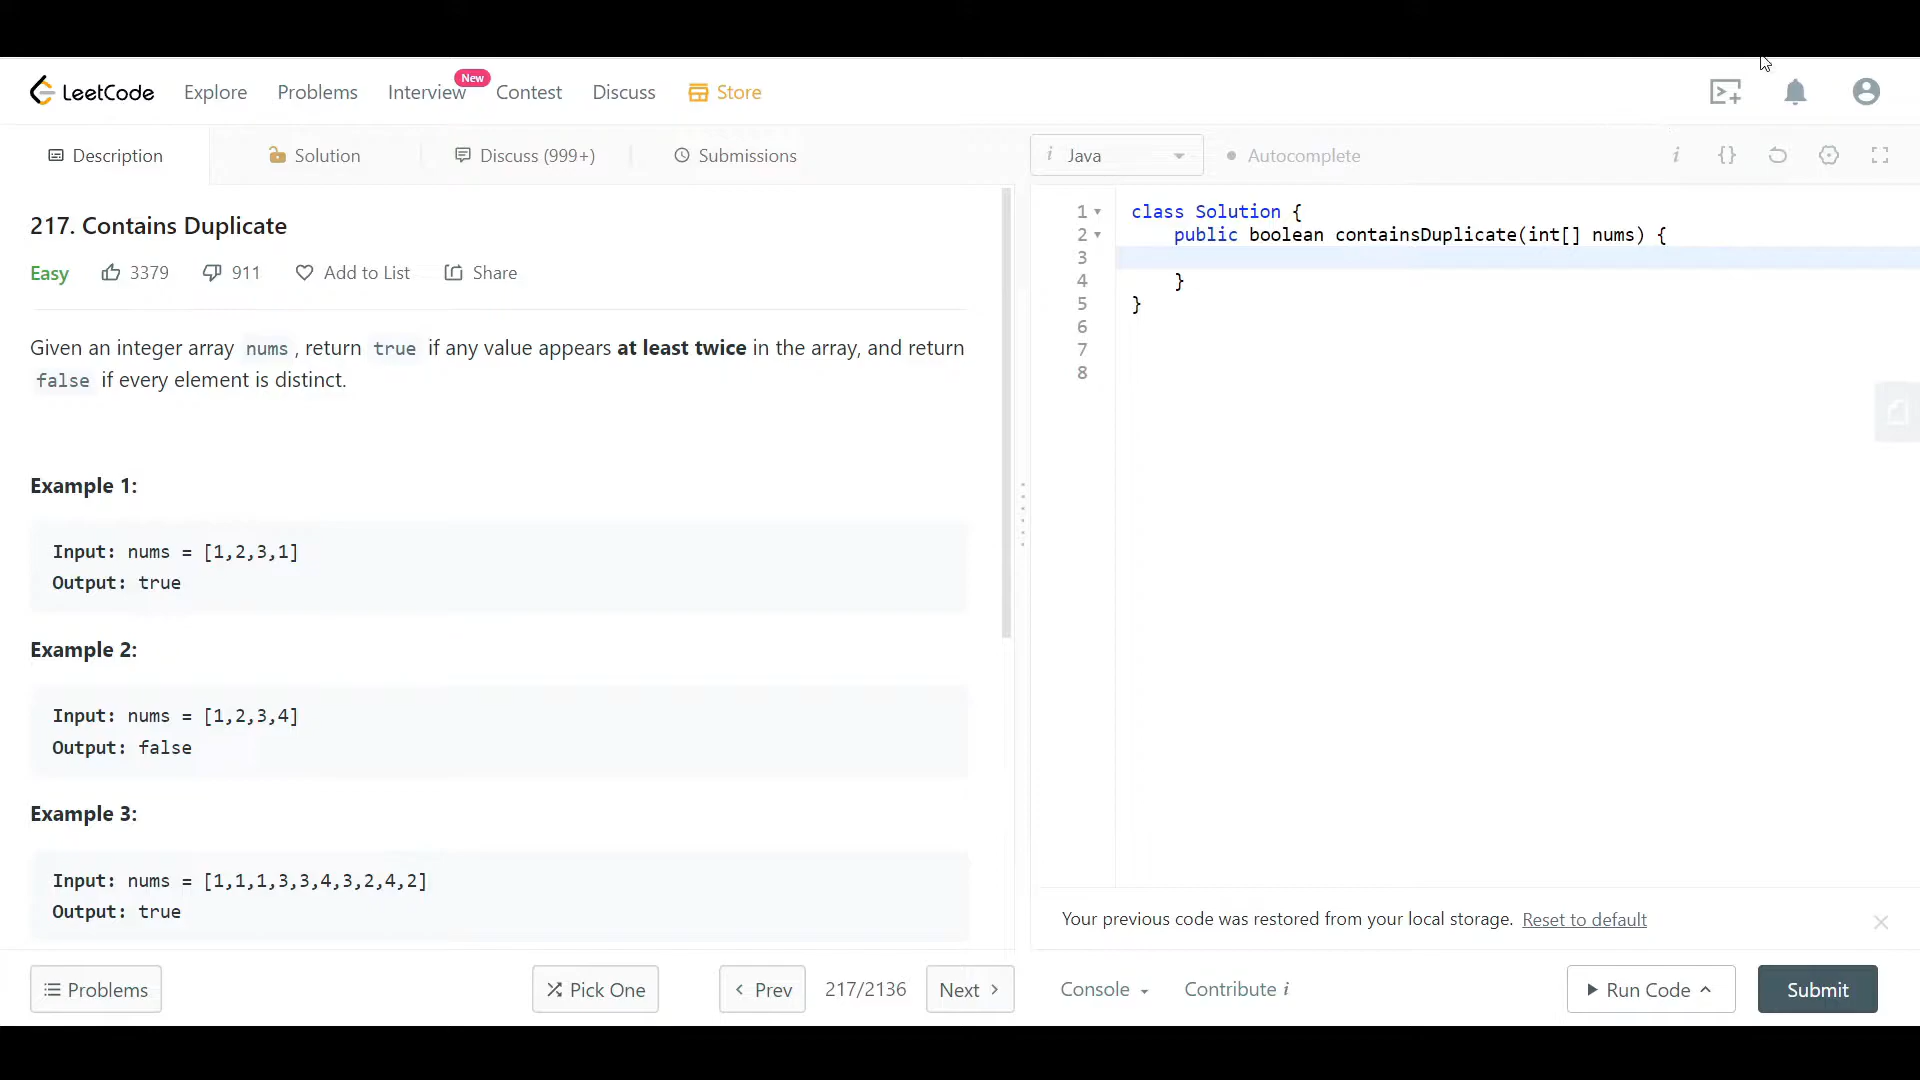 LeetCode Explore Problems Interview New Contest Discuss Store
Description Solution Discuss (999+) Submissions
i Java Autocomplete i {}
217. Contains Duplicate
Easy 3379 911 Add to List Share
Given an integer array nums , return true if any value appears at least twice in the array, and return
false if every element is distinct.
Example 1:
Input: nums = [1,2,3,1]
Output: true
Example 2:
Input: nums = [1,2,3,4]
Output: false
Example 3:
Input: nums = [1,1,1,3,3,4,3,2,4,2]
Output: true
1 class Solution {
2 public boolean containsDuplicate(int[] nums) {
3
4 }
5 }
6
7
8
Your previous code was restored from your local storage. Reset to default
Problems Pick One < Prev 217/2136 Next > Console Contribute i Run Code Submit